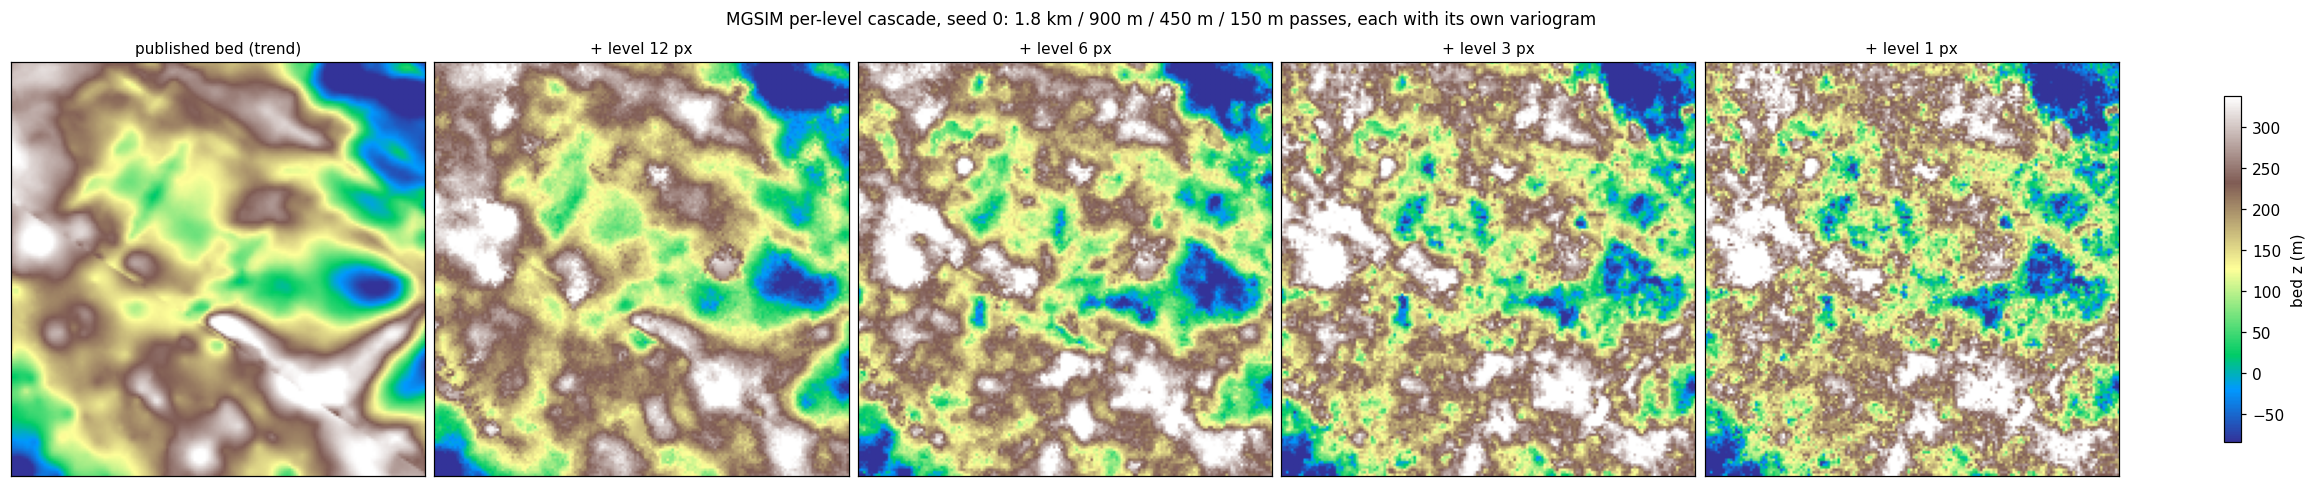 MGSIM per-level cascade, seed 0: 1.8 km / 900 m / 450 m / 150 m passes, each with its own variogram
published bed (trend)
+ level 12 px
+ level 6 px
+ level 3 px
+ level 1 px
300
250
200
150
100
50
0
−50
bed z (m)